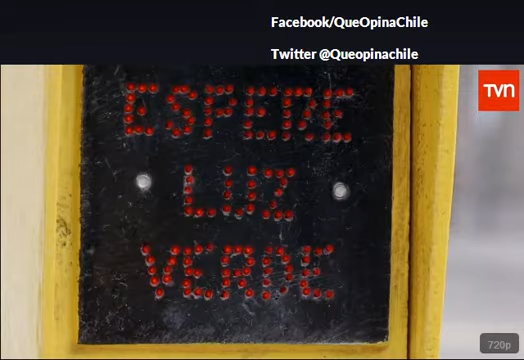 Facebook/QueOpinaChile
Twitter @Queopinachile
TVN
ESPERE
LUZ
VERDE
720p